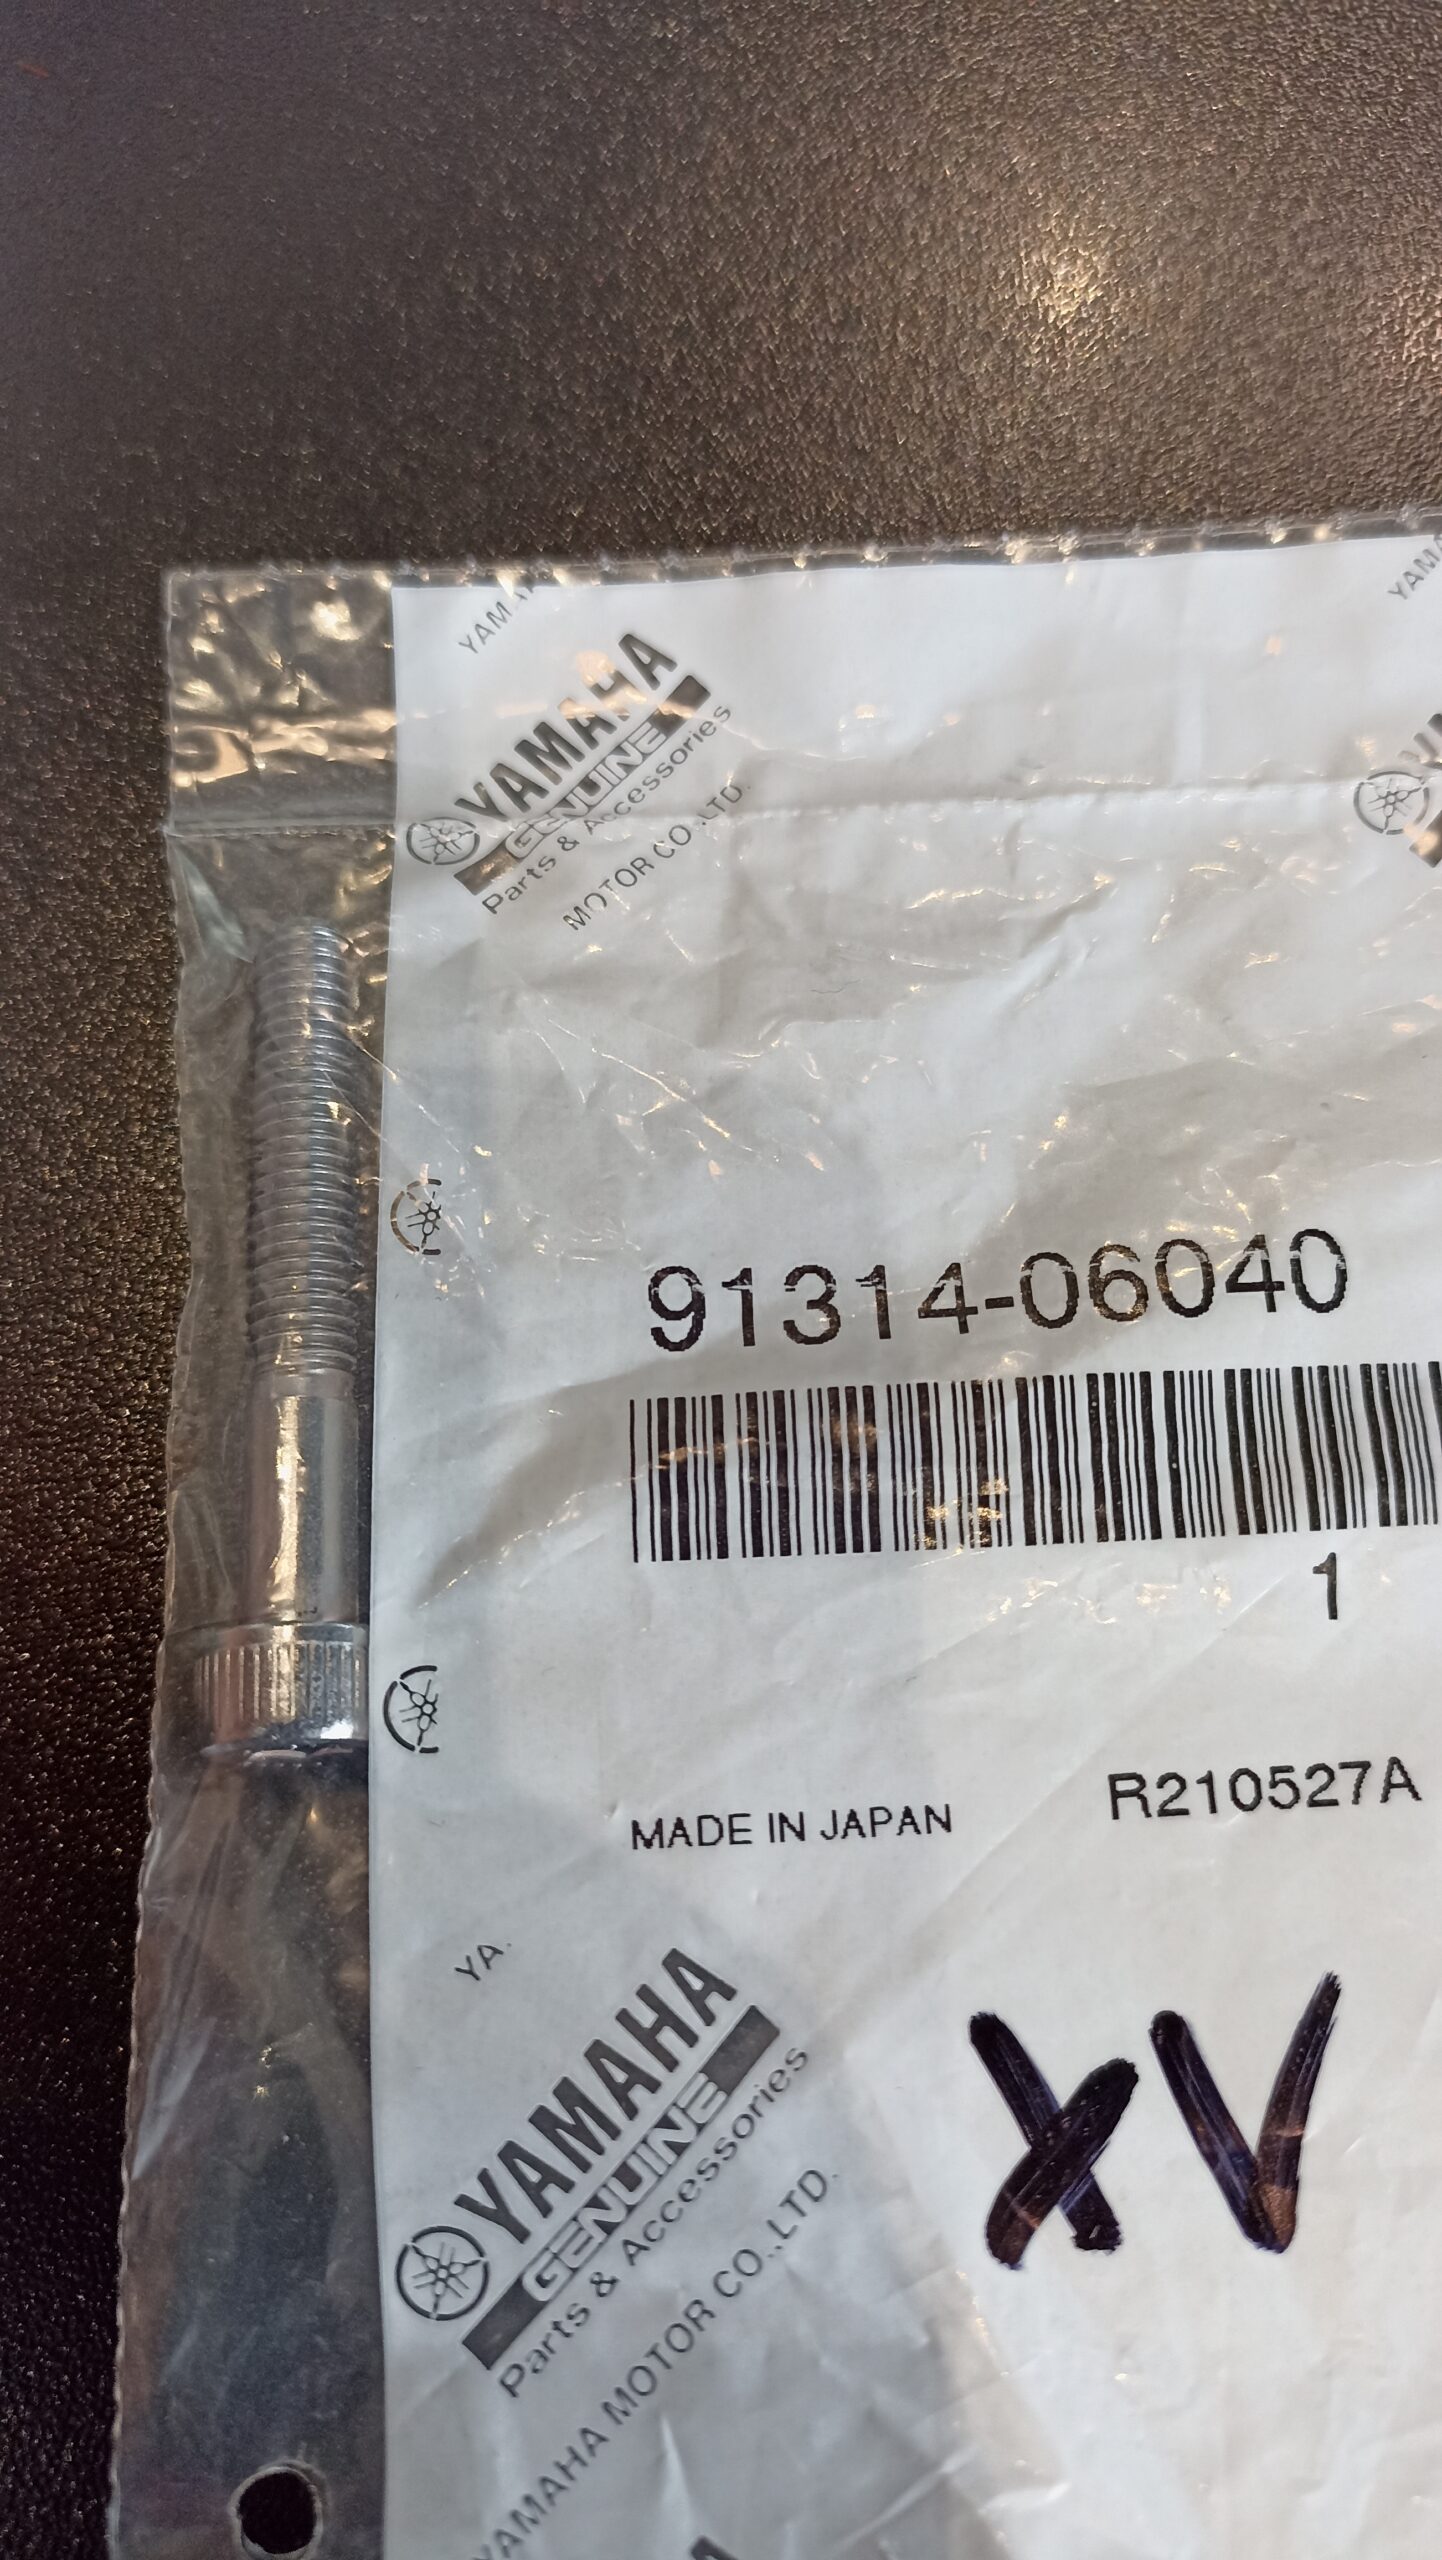 YAMAHA
GENUINE
Parts & Accessories
MOTOR CO.,LTD.
91314-06040
1
MADE IN JAPAN
R210527A
YA
XV
YAMAHA
GENUINE
Parts & Accessories
YAMAHA MOTOR CO.,LTD.